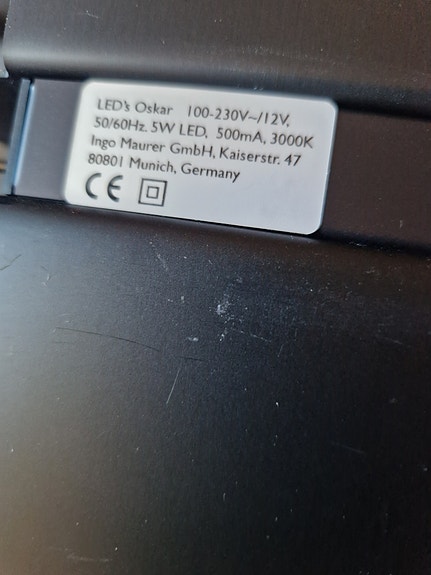 LED's Oskar 100-230V~/12V,
50/60Hz. 5W LED, 500mA, 3000K
Ingo Maurer GmbH, Kaiserstr. 47
80801 Munich, Germany
CE